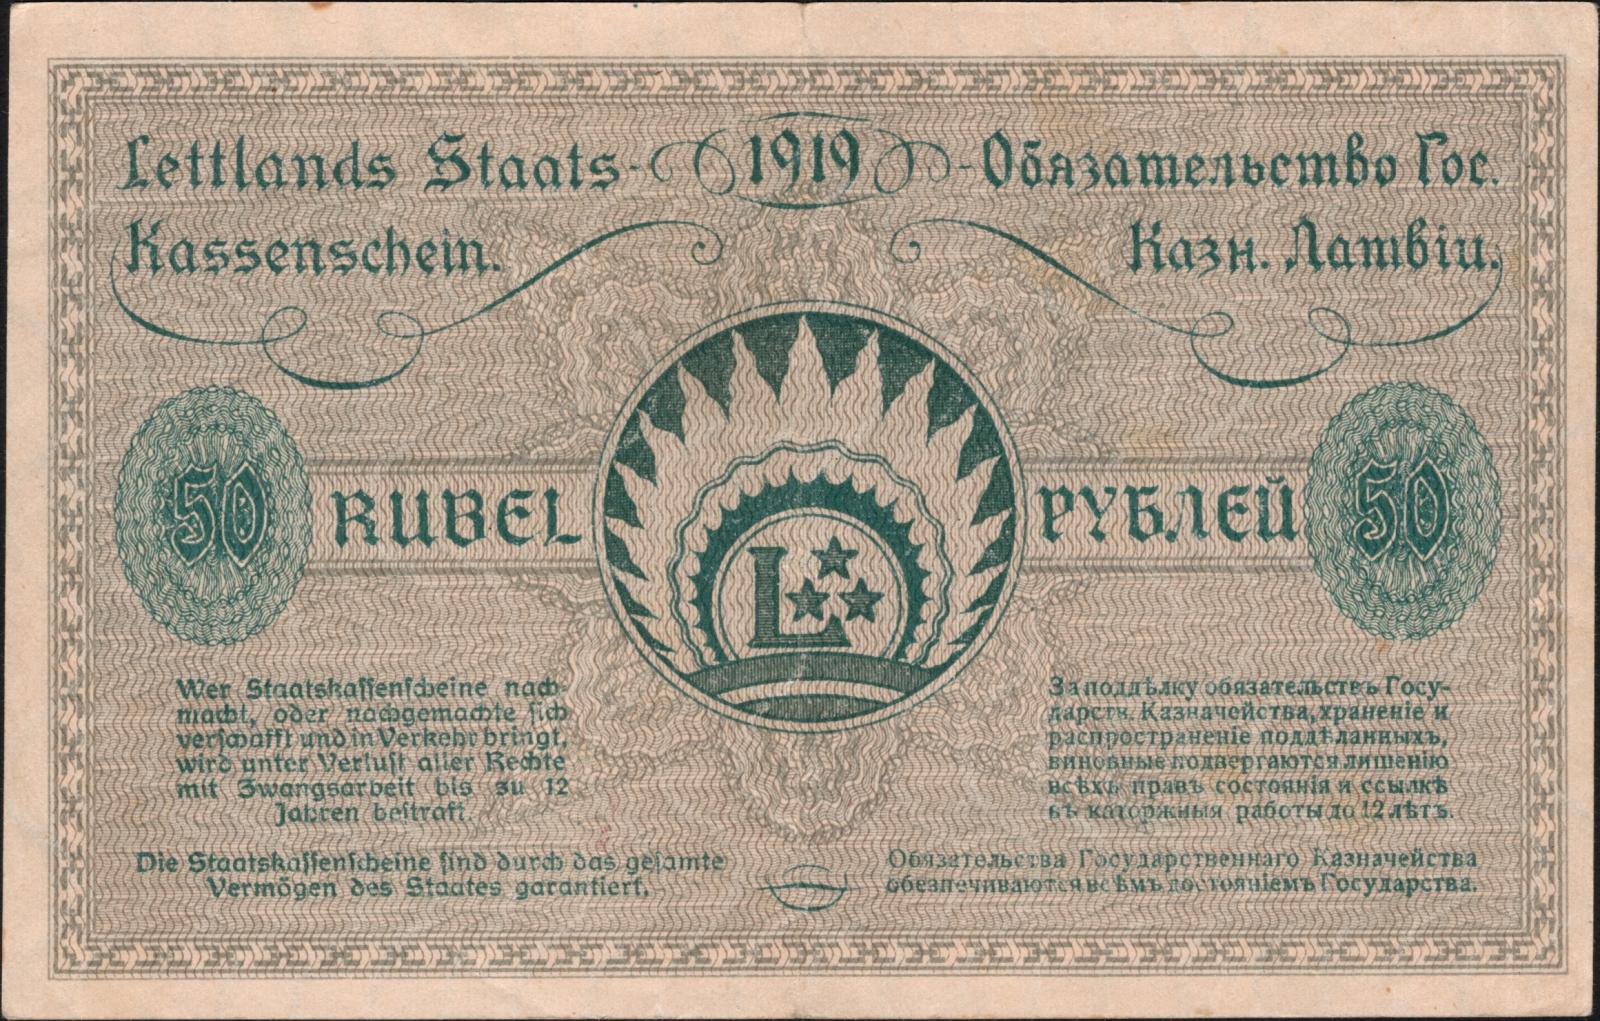 Lettlands Staats-
Kassenschein.
1919
-Обязательство Гос.
Казн. Латвіи.
50
RUBEL
L
РУБЛЕЙ
50
Wer Staatskassenscheine nach-
macht, oder nachgemachte sich
verschafft und in Verkehr bringt,
wird unter Verlust aller Rechte
mit Zwangsarbeit bis zu 12
Jahren bestraft.
За поддѣлку обязательствъ Госу-
дарств. Казначейства, храненіе и
распространеніе поддѣланныхъ,
виновные подвергаются лишенію
всѣхъ правъ состоянія и ссылкѣ
въ каторжныя работы до 12 лѣтъ.
Die Staatskassenscheine sind durch das gesamte
Vermögen des Staates garantiert.
Обязательства Государственнаго Казначейства
обезпечиваются всѣмъ достояніемъ Государства.